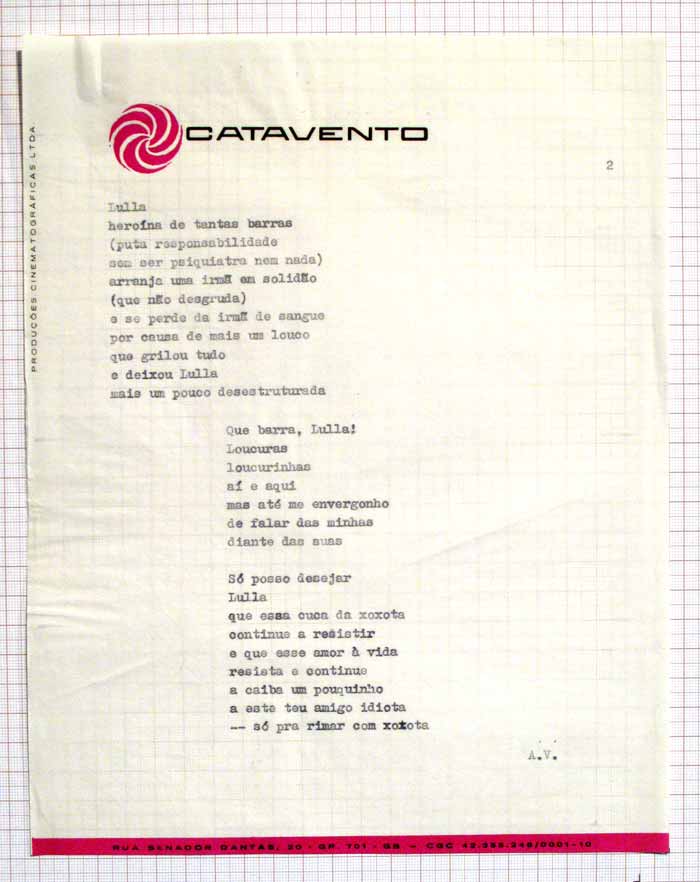 CATAVENTO
PRODUÇÕES CINEMATOGRÁFICAS LTDA
2
Lulla
heroína de tantas barras
(puta responsabilidade
sem ser psiquiatra nem nada)
arranja uma irmã em solidão
(que não desgruda)
e se perde da irmã de sangue
por causa de mais um louco
que grilou tudo
e deixou Lulla
mais um pouco desestruturada
Que barra, Lulla!
Loucuras
loucurinhas
aí e aqui
mas até me envergonho
de falar das minhas
diante das suas
Só posso desejar
Lulla
que essa cuca da xoxota
continue a resistir
e que esse amor à vida
resista e continue
a caiba um pouquinho
a este teu amigo idiota
-- só pra rimar com xoxota
A.V.
RUA SENADOR DANTAS, 20 - GR. 701 - GB - CGC 42.355.246/0001-10